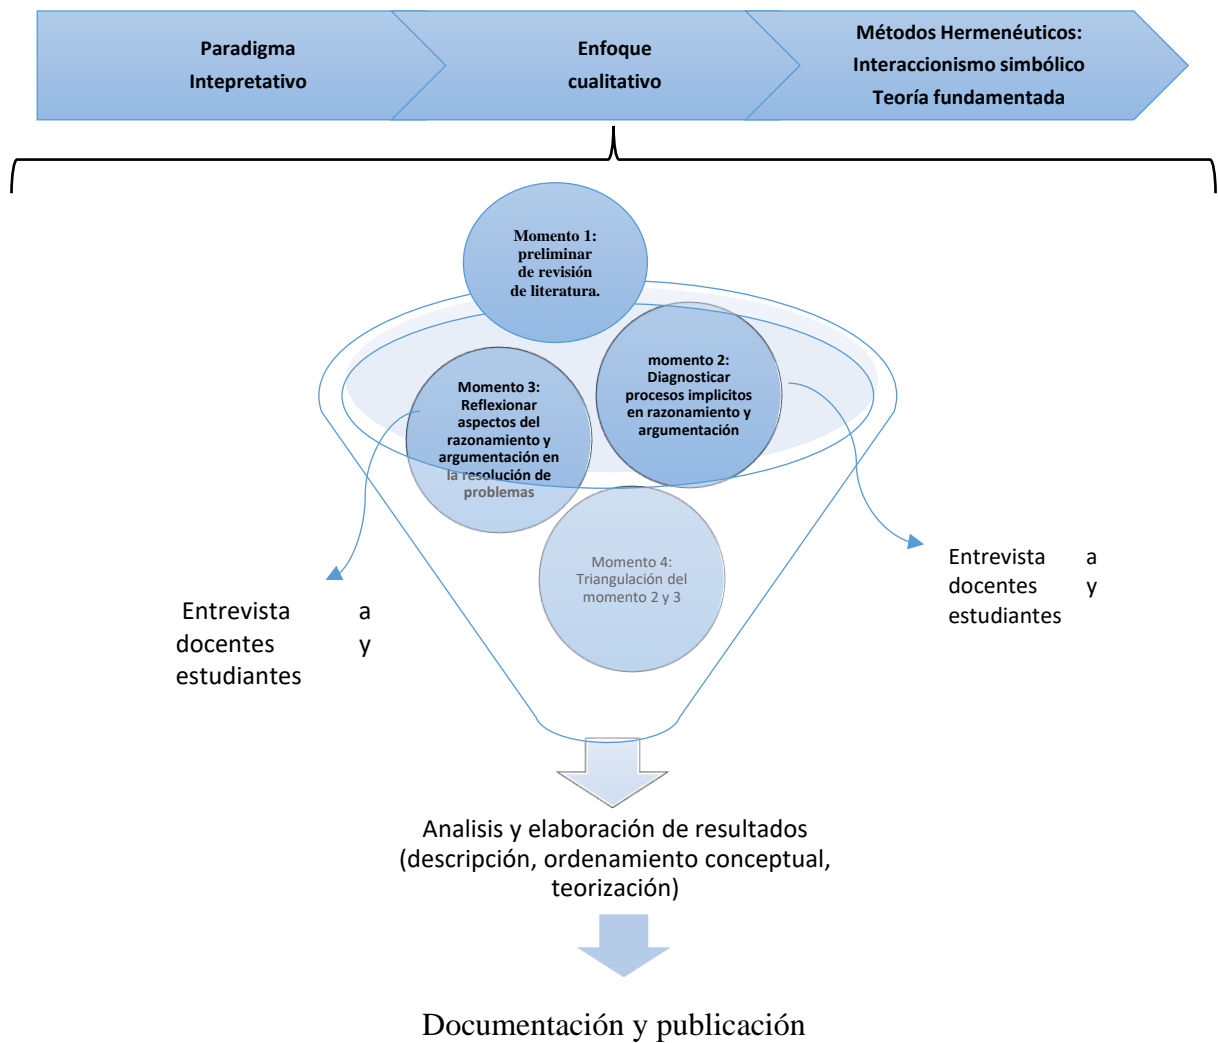 Paradigma
Intepretativo
Enfoque
cualitativo
Métodos Hermenéuticos:
Interaccionismo simbólico
Teoría fundamentada
Momento 1:
preliminar
de revisión
de literatura.
momento 2:
Diagnosticar
procesos implicitos
en razonamiento y
argumentación
Momento 3:
Reflexionar
aspectos del
razonamiento y
argumentación en
la resolución de
problemas
Momento 4:
Triangulación del
momento 2 y 3
Entrevista a
docentes y
estudiantes
Entrevista a
docentes y
estudiantes
Analisis y elaboración de resultados
(descripción, ordenamiento conceptual,
teorización)
Documentación y publicación